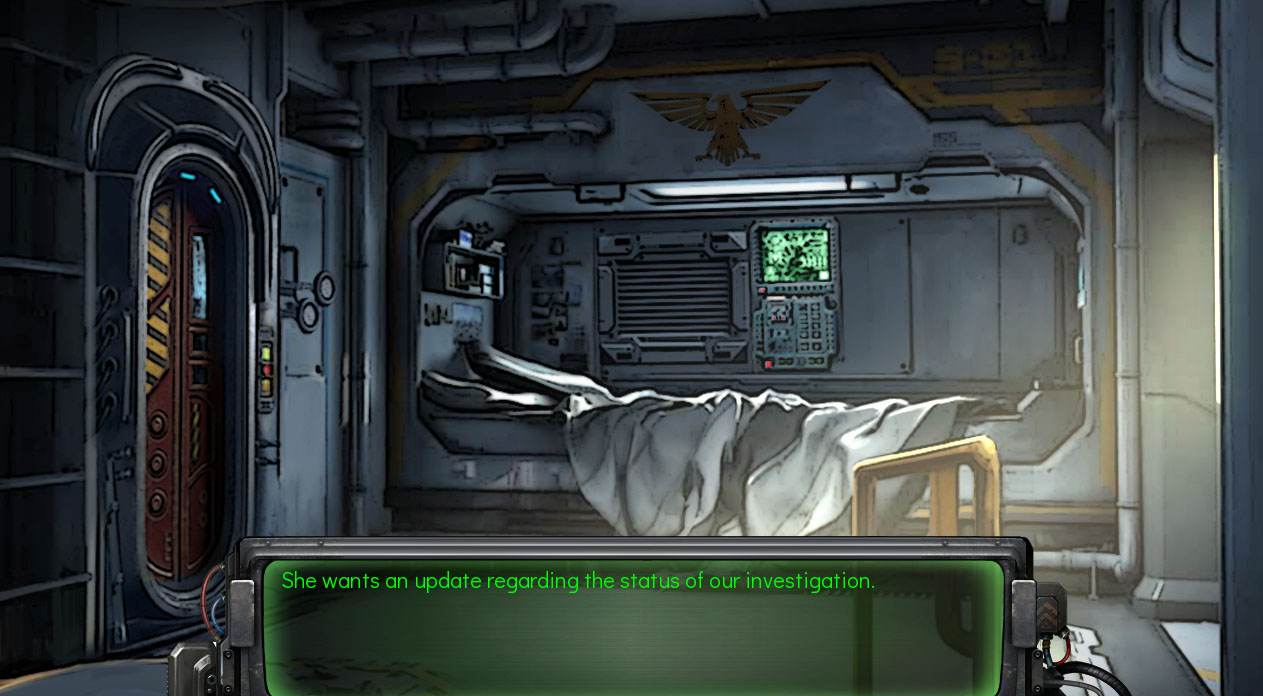 She wants an update regarding the status of our investigation.